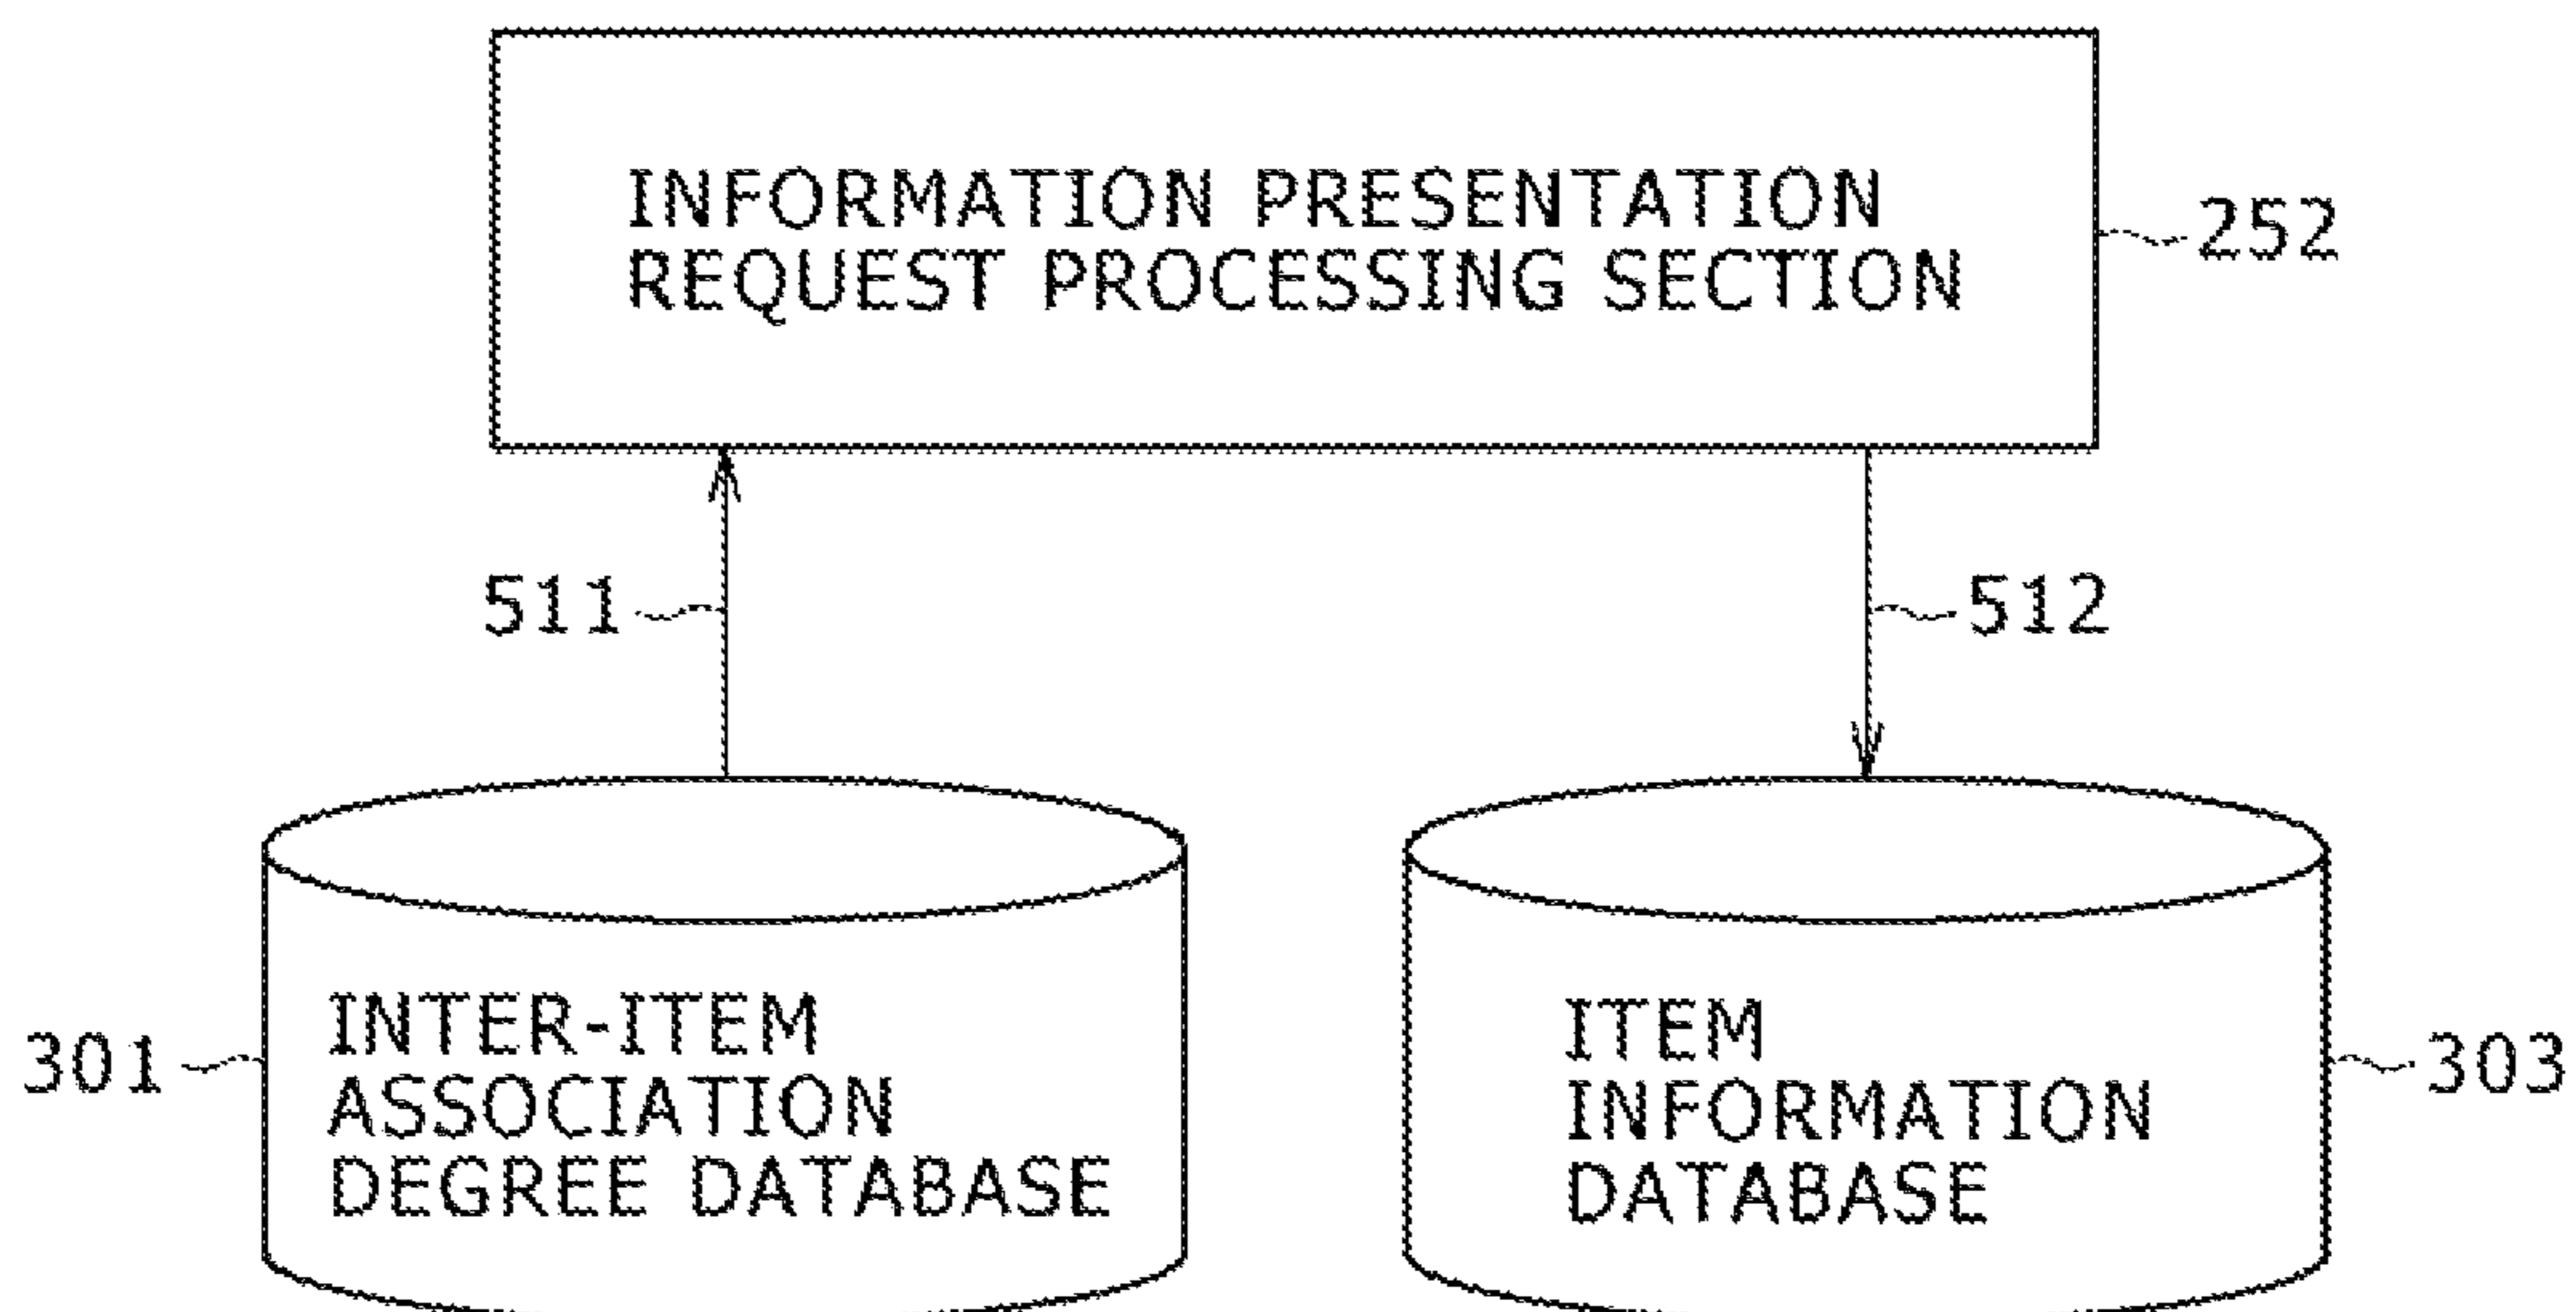 INFORMATION PRESENTATION
REQUEST PROCESSING SECTION
252
511
512
INTER-ITEM
ASSOCIATION
DEGREE DATABASE
301
ITEM
INFORMATION
DATABASE
303